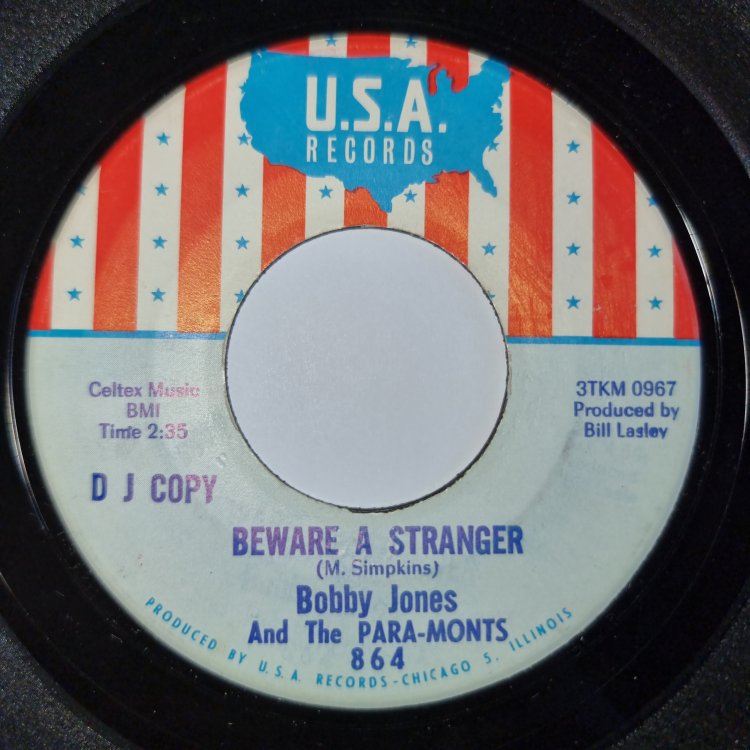 U.S.A.
RECORDS
Celtex Music
BMI
Time 2:35
3TKM 0967
Produced by
Bill Lasley
D J COPY
BEWARE A STRANGER
(M. Simpkins)
Bobby Jones
And The PARA-MONTS
864
PRODUCED BY U.S.A. RECORDS-CHICAGO 5, ILLINOIS